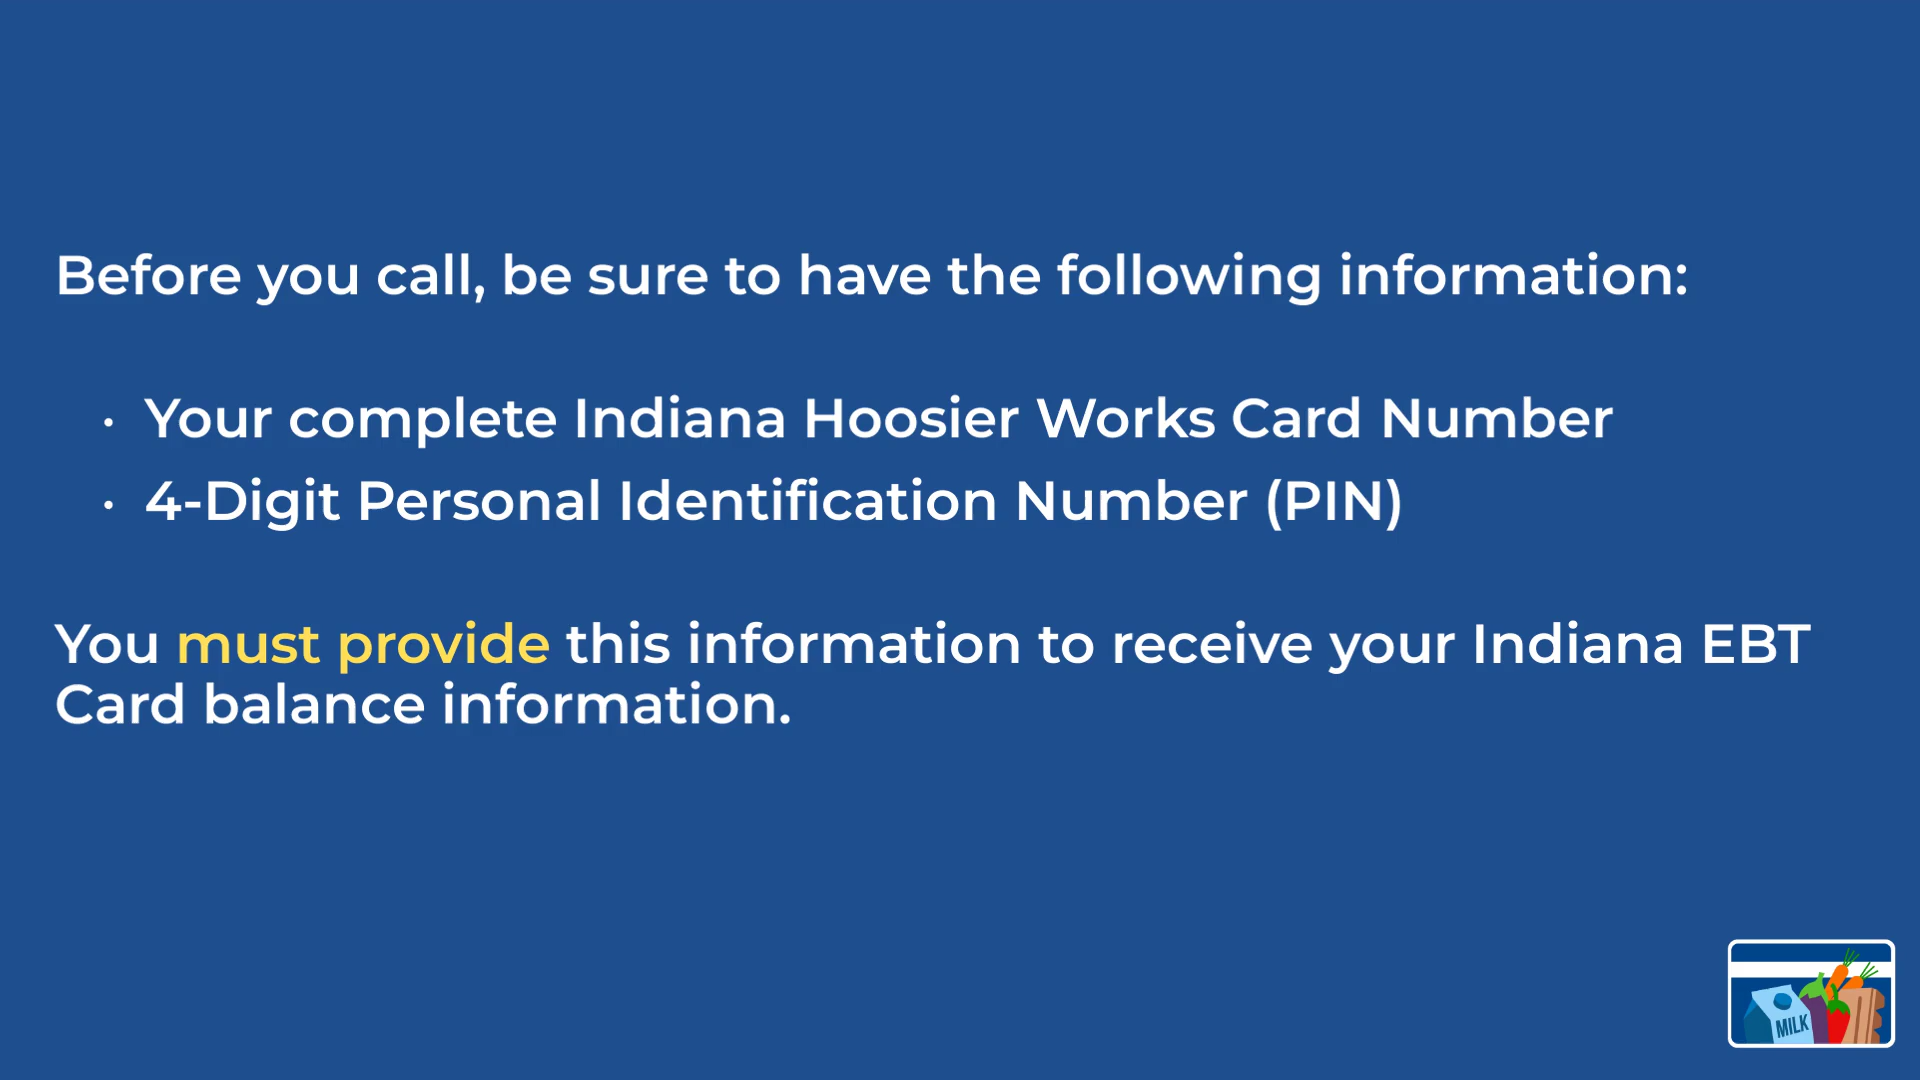 Before you call, be sure to have the following information:
• Your complete Indiana Hoosier Works Card Number
• 4-Digit Personal Identification Number (PIN)
You must provide this information to receive your Indiana EBT
Card balance information.
MILK